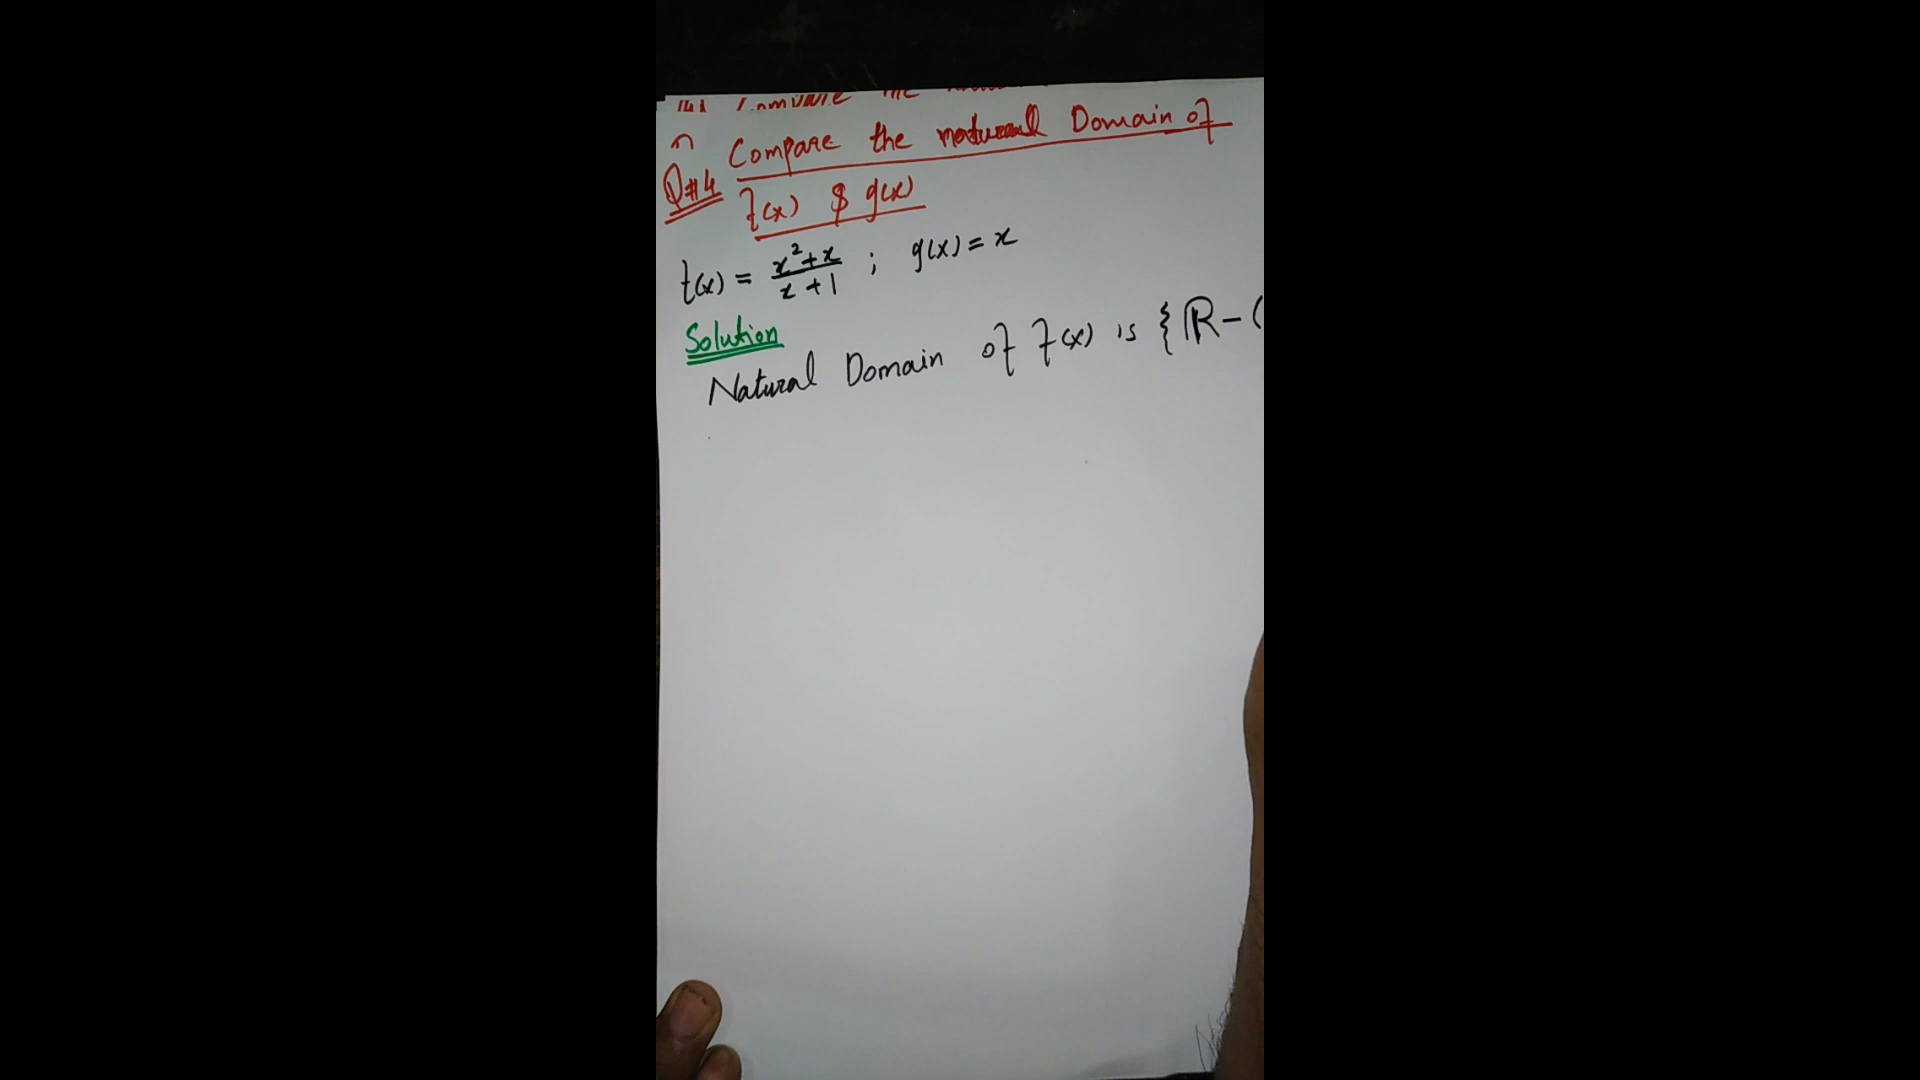 Compare the natural Domain of
Q#4
f(x) & g(x)
f(x) = x²+x / x+1 ; g(x) = x
Solution
Natural Domain of f(x) is {ℝ - (